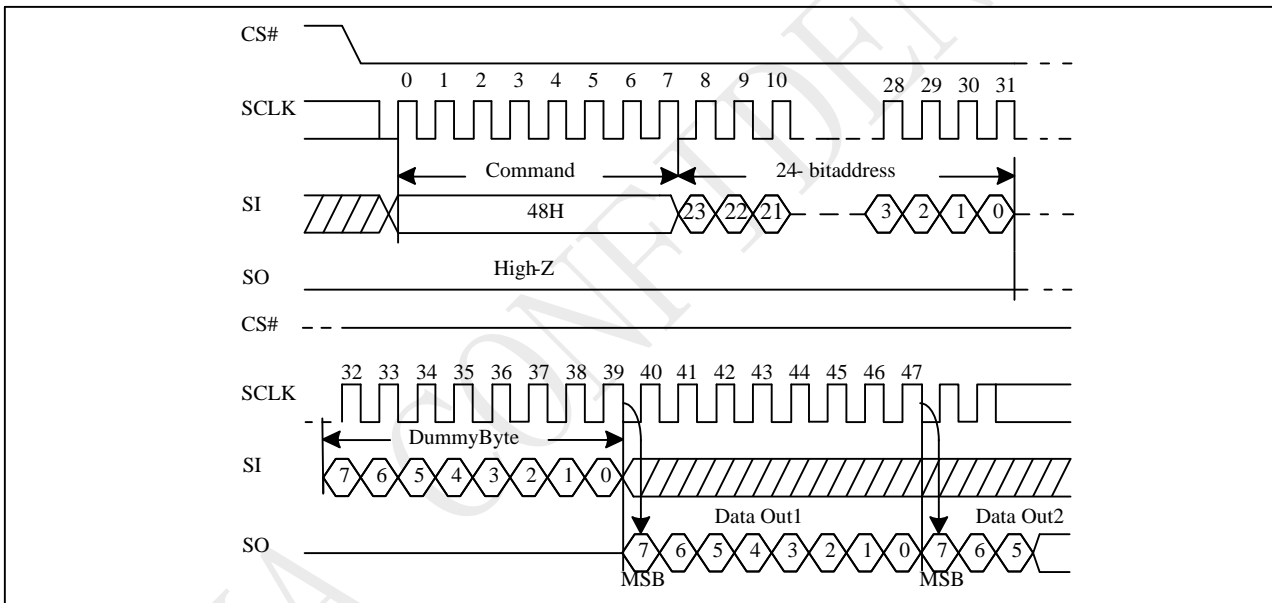 CS#
0 1 2 3 4 5 6 7 8 9 10 28 29 30 31
SCLK
Command 24- bitaddress
SI 48H 23 22 21 3 2 1 0
High-Z
SO
CS#
32 33 34 35 36 37 38 39 40 41 42 43 44 45 46 47
SCLK
DummyByte
SI 7 6 5 4 3 2 1 0
Data Out1 Data Out2
SO 7 6 5 4 3 2 1 0 7 6 5
MSB MSB